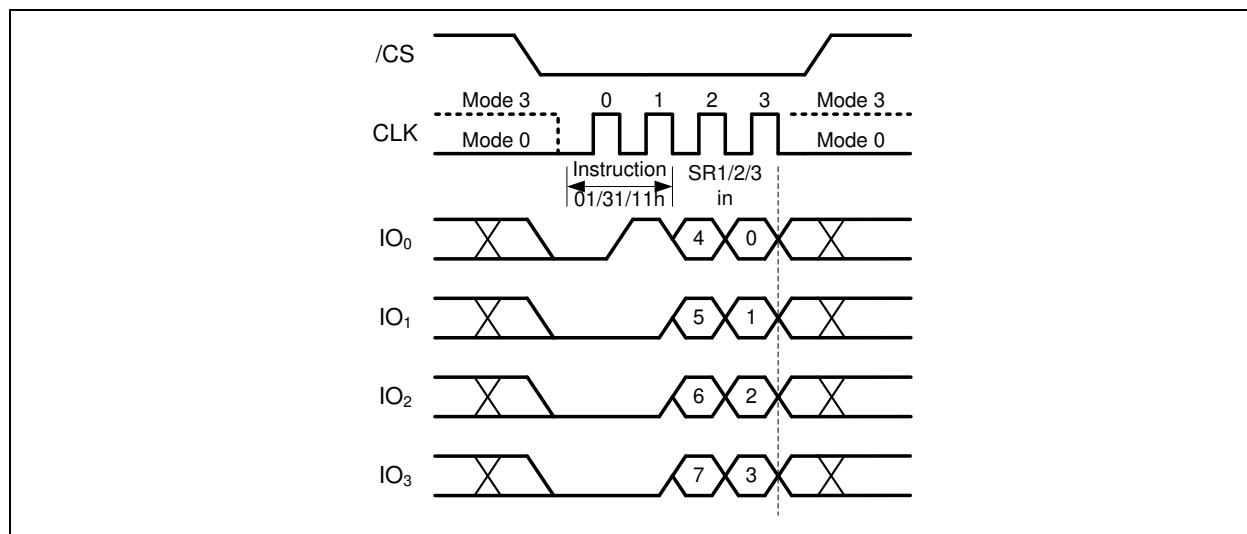 /CS
Mode 3 0 1 2 3 Mode 3
CLK
Mode 0 Mode 0
Instruction SR1/2/3
01/31/11h in
IO₀ 4 0
IO₁ 5 1
IO₂ 6 2
IO₃ 7 3